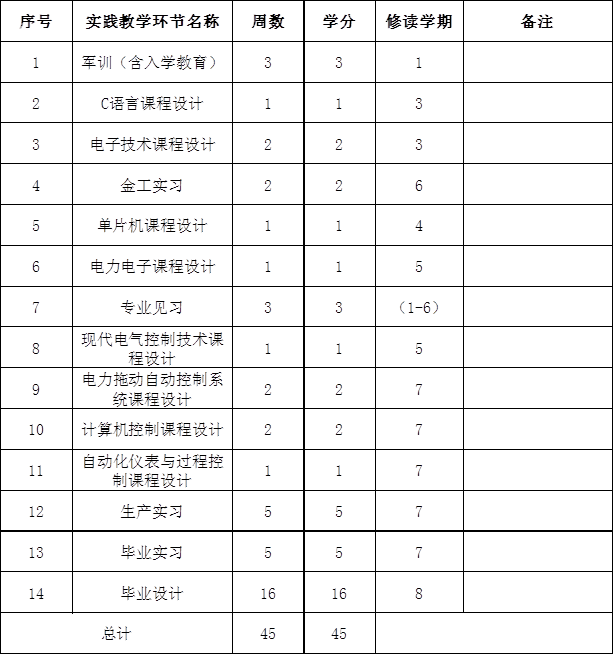 序号 实践教学环节名称 周数 学分 修读学期 备注
1 军训（含入学教育） 3 3 1
2 C语言课程设计 1 1 3
3 电子技术课程设计 2 2 3
4 金工实习 2 2 6
5 单片机课程设计 1 1 4
6 电力电子课程设计 1 1 5
7 专业见习 3 3 （1-6）
8 现代电气控制技术课
程设计 1 1 5
9 电力拖动自动控制系
统课程设计 2 2 7
10 计算机控制课程设计 2 2 7
11 自动化仪表与过程控
制课程设计 1 1 7
12 生产实习 5 5 7
13 毕业实习 5 5 7
14 毕业设计 16 16 8
总计 45 45